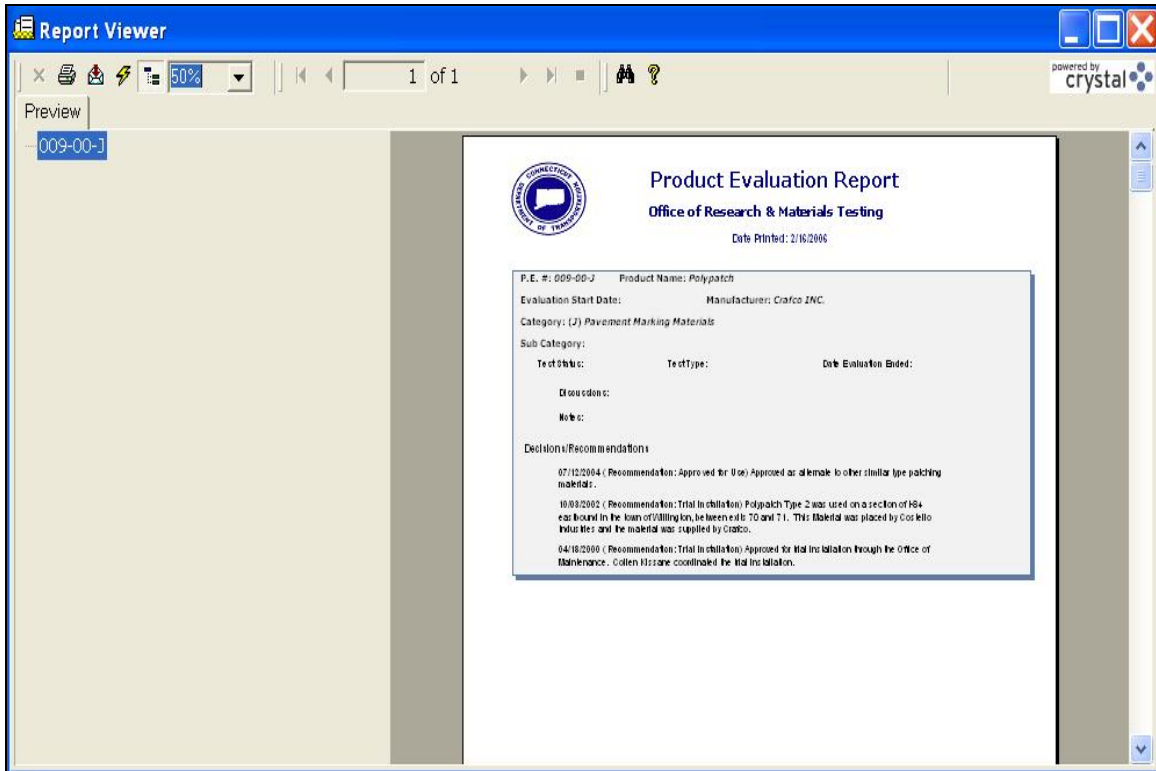 Report Viewer
50% 1 of 1 powered by crystal
Preview
009-00-J
CONNECTICUT DEPARTMENT OF TRANSPORTATION
Product Evaluation Report
Office of Research & Materials Testing
Date Printed: 2/16/2006
P.E. #: 009-00-J Product Name: Polypatch
Evaluation Start Date: Manufacturer: Crafco INC.
Category: (J) Pavement Marking Materials
Sub Category:
Test Status: Test Type: Date Evaluation Ended:
Discussions:
Notes:
Decisions/Recommendations
07/12/2004 ( Recommendation: Approved for Use) Approved as alternate to other similar type patching
materials.
10/03/2002 ( Recommendation: Trial Installation) Polypatch Type 2 was used on a section of I-84
eastbound in the town of Willington, between exits 70 and 71. This Material was placed by Costello
Industries and the material was supplied by Crafco.
04/18/2000 ( Recommendation: Trial Installation) Approved for trial installation through the Office of
Maintenance. Collen Kissane coordinated the trial installation.